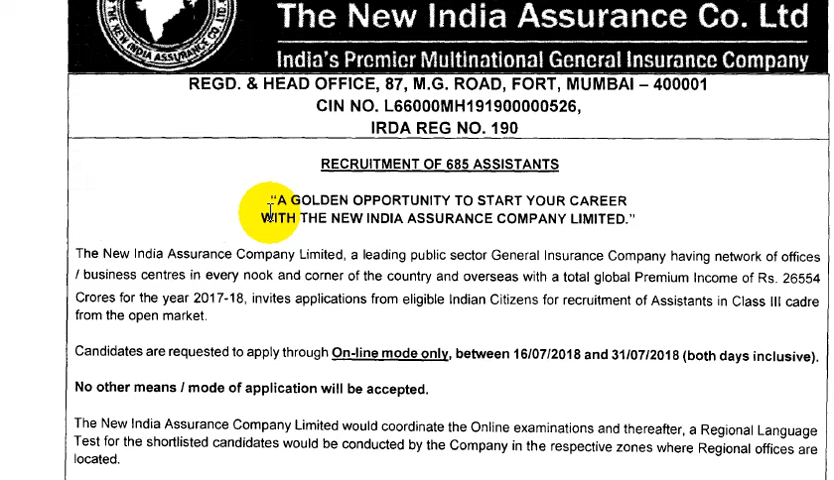 THE NEW INDIA ASSURANCE CO. LTD.
The New India Assurance Co. Ltd
India's Premier Multinational General Insurance Company
REGD. & HEAD OFFICE, 87, M.G. ROAD, FORT, MUMBAI – 400001
CIN NO. L66000MH191900000526,
IRDA REG NO. 190
RECRUITMENT OF 685 ASSISTANTS
"A GOLDEN OPPORTUNITY TO START YOUR CAREER
WITH THE NEW INDIA ASSURANCE COMPANY LIMITED."
The New India Assurance Company Limited, a leading public sector General Insurance Company having network of offices
/ business centres in every nook and corner of the country and overseas with a total global Premium Income of Rs. 26554
Crores for the year 2017-18, invites applications from eligible Indian Citizens for recruitment of Assistants in Class III cadre
from the open market.
Candidates are requested to apply through On-line mode only, between 16/07/2018 and 31/07/2018 (both days inclusive).
No other means / mode of application will be accepted.
The New India Assurance Company Limited would coordinate the Online examinations and thereafter, a Regional Language
Test for the shortlisted candidates would be conducted by the Company in the respective zones where Regional offices are
located.